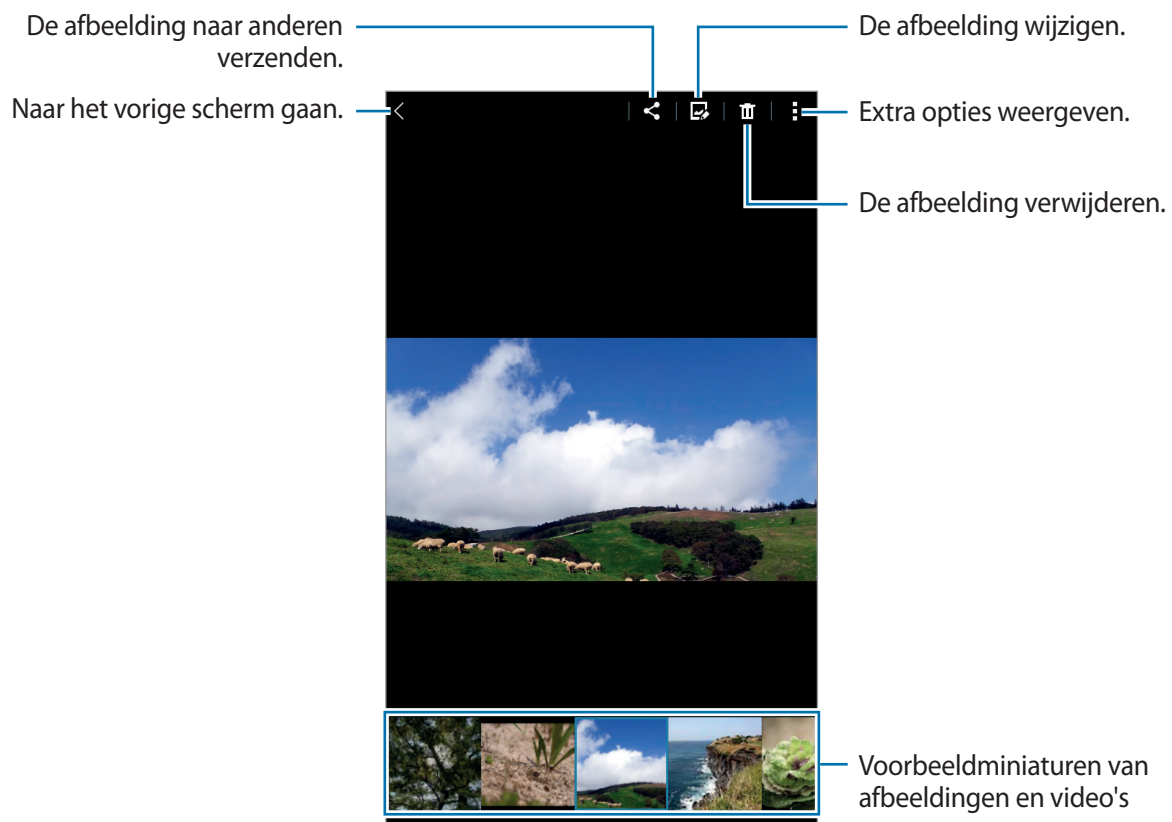 De afbeelding naar anderen
verzenden.
De afbeelding wijzigen.
Naar het vorige scherm gaan.
Extra opties weergeven.
De afbeelding verwijderen.
Voorbeeldminiaturen van
afbeeldingen en video's